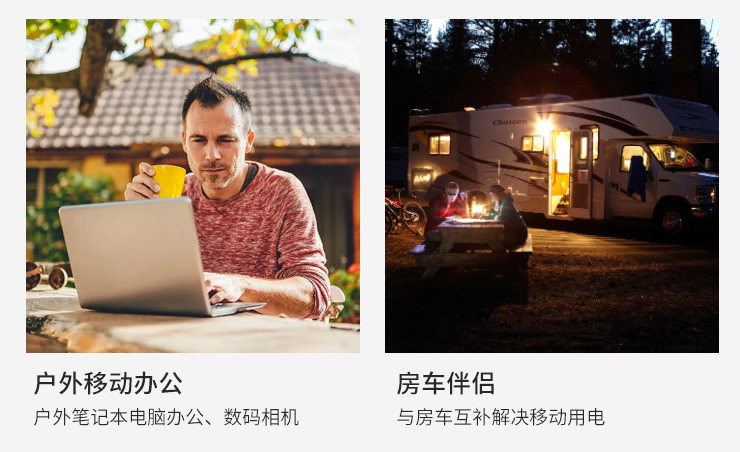 Chateau
户外移动办公
户外笔记本电脑办公、数码相机
房车伴侣
与房车互补解决移动用电